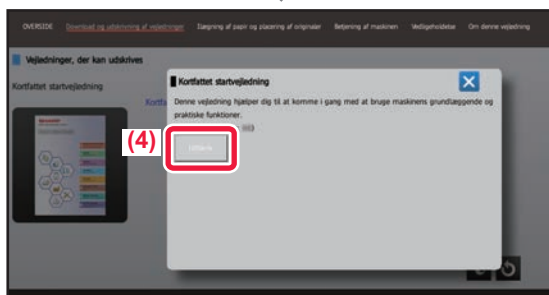 OVERSIDE Download og udskrivning af vejledninger Ilægning af papir og placering af originaler Betjening af maskinen Vedligeholdelse Om denne vejledning
Vejledninger, der kan udskrives
Kortfattet startvejledning
Kortfattet startvejledning
Denne vejledning hjælper dig til at komme i gang med at bruge maskinens grundlæggende og
praktiske funktioner.
(4)